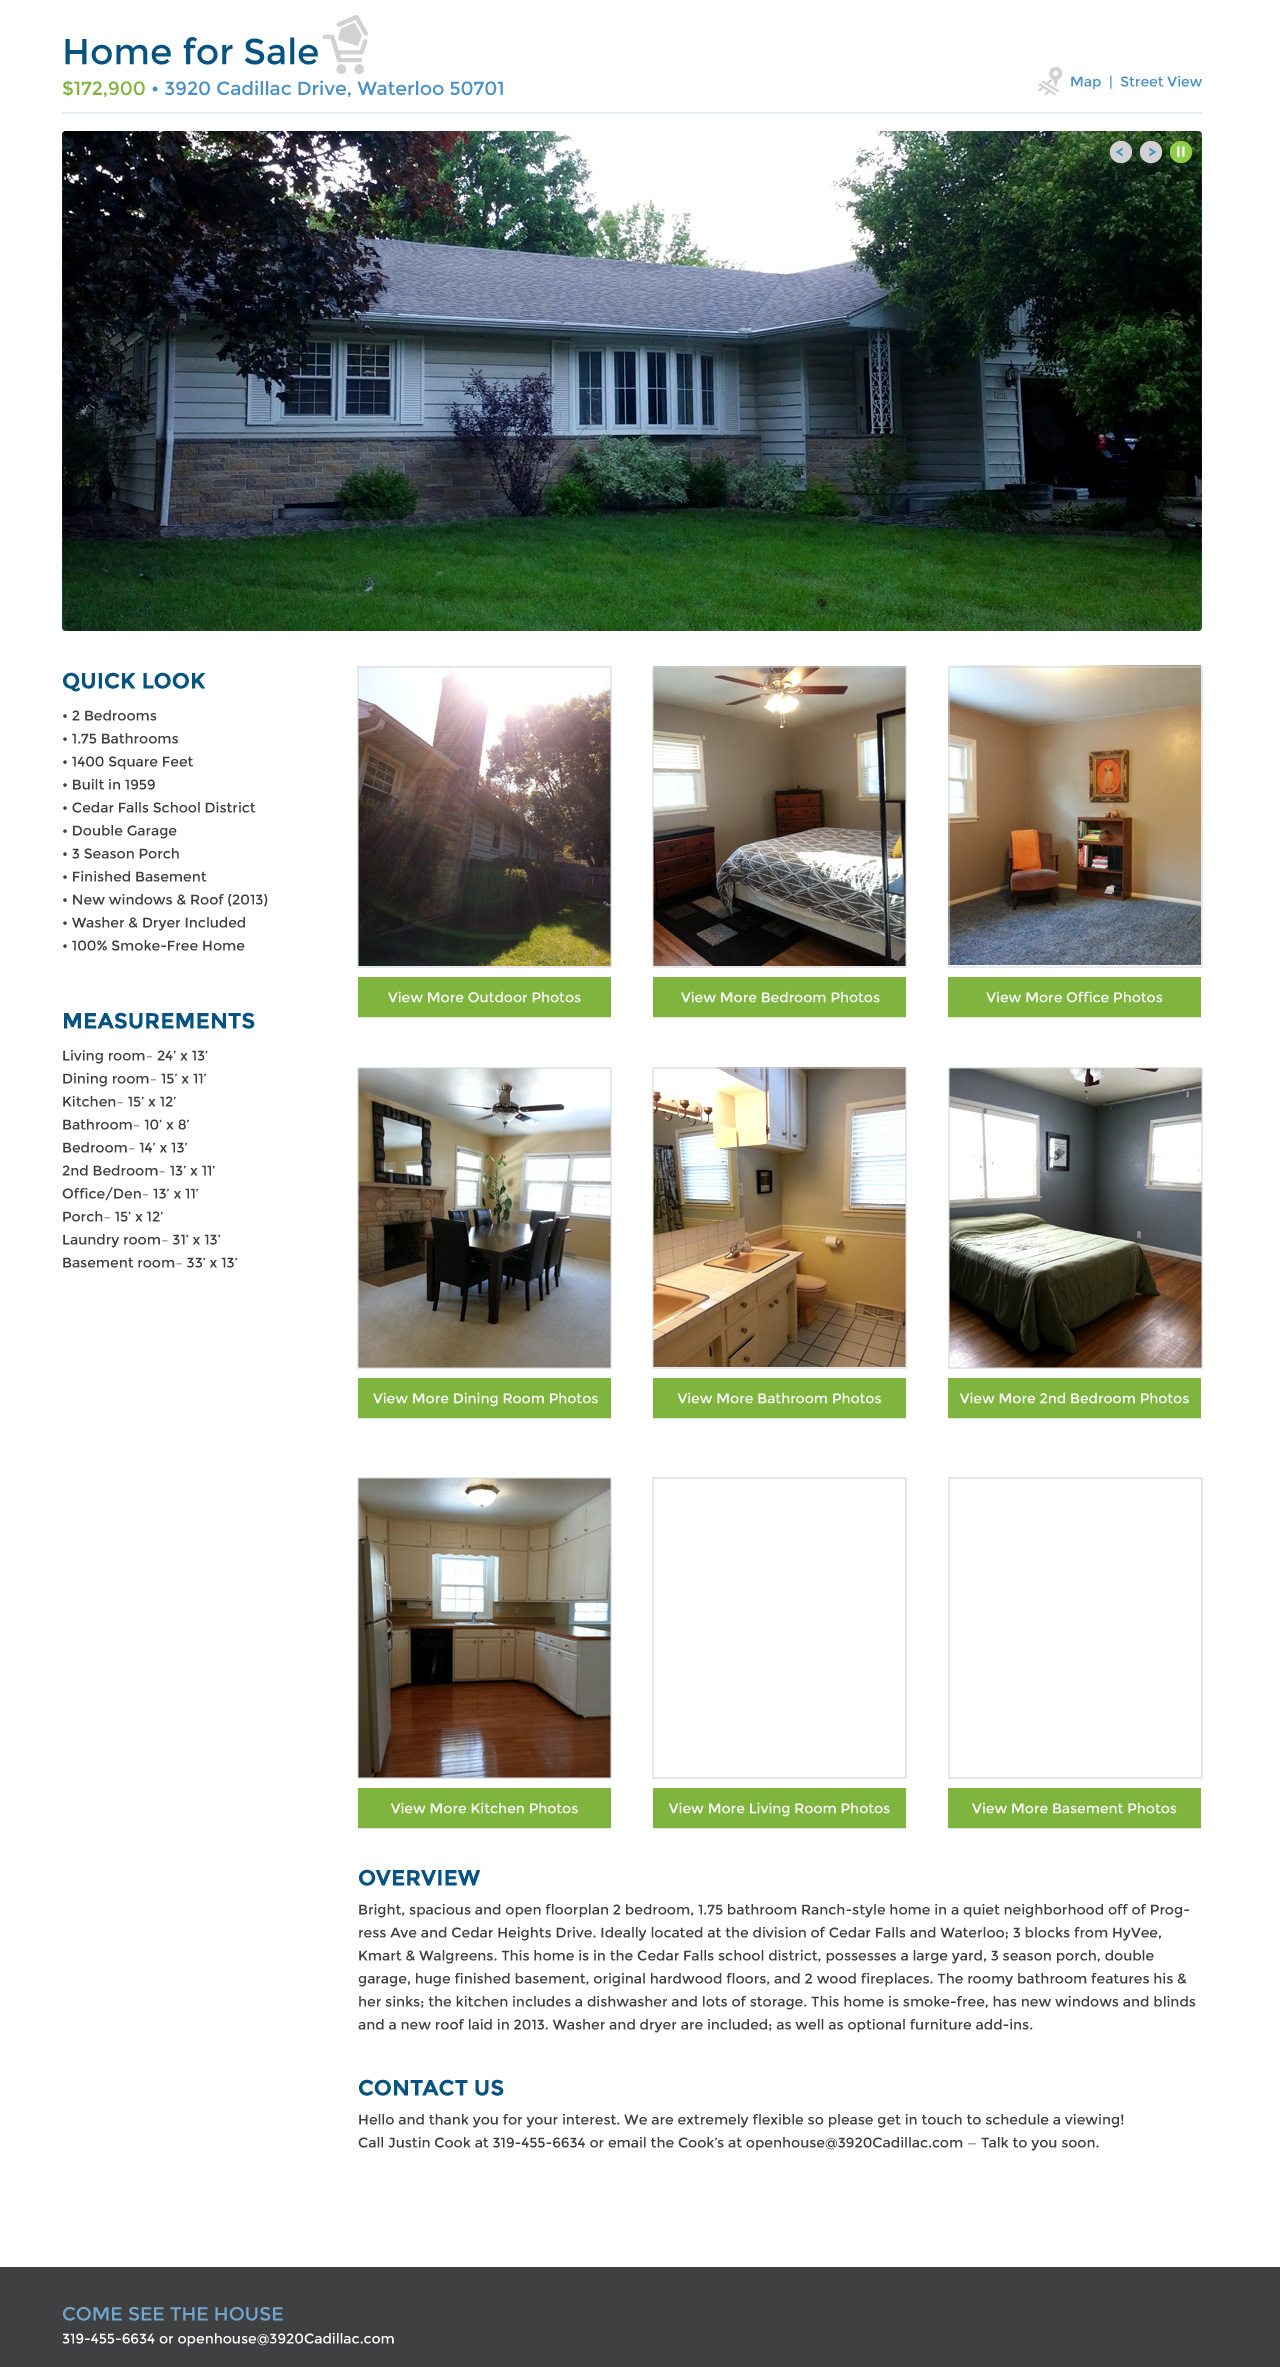 Home for Sale
$172,900 • 3920 Cadillac Drive, Waterloo 50701
Map | Street View
QUICK LOOK
• 2 Bedrooms
• 1.75 Bathrooms
• 1400 Square Feet
• Built in 1959
• Cedar Falls School District
• Double Garage
• 3 Season Porch
• Finished Basement
• New windows & Roof (2013)
• Washer & Dryer Included
• 100% Smoke-Free Home
MEASUREMENTS
Living room– 24’ x 13’
Dining room– 15’ x 11’
Kitchen– 15’ x 12’
Bathroom– 10’ x 8’
Bedroom– 14’ x 13’
2nd Bedroom– 13’ x 11’
Office/Den– 13’ x 11’
Porch– 15’ x 12’
Laundry room– 31’ x 13’
Basement room– 33’ x 13’
View More Outdoor Photos
View More Bedroom Photos
View More Office Photos
View More Dining Room Photos
View More Bathroom Photos
View More 2nd Bedroom Photos
View More Kitchen Photos
View More Living Room Photos
View More Basement Photos
OVERVIEW
Bright, spacious and open floorplan 2 bedroom, 1.75 bathroom Ranch-style home in a quiet neighborhood off of Prog-
ress Ave and Cedar Heights Drive. Ideally located at the division of Cedar Falls and Waterloo; 3 blocks from HyVee,
Kmart & Walgreens. This home is in the Cedar Falls school district, possesses a large yard, 3 season porch, double
garage, huge finished basement, original hardwood floors, and 2 wood fireplaces. The roomy bathroom features his &
her sinks; the kitchen includes a dishwasher and lots of storage. This home is smoke-free, has new windows and blinds
and a new roof laid in 2013. Washer and dryer are included; as well as optional furniture add-ins.
CONTACT US
Hello and thank you for your interest. We are extremely flexible so please get in touch to schedule a viewing!
Call Justin Cook at 319-455-6634 or email the Cook’s at openhouse@3920Cadillac.com — Talk to you soon.
COME SEE THE HOUSE
319-455-6634 or openhouse@3920Cadillac.com